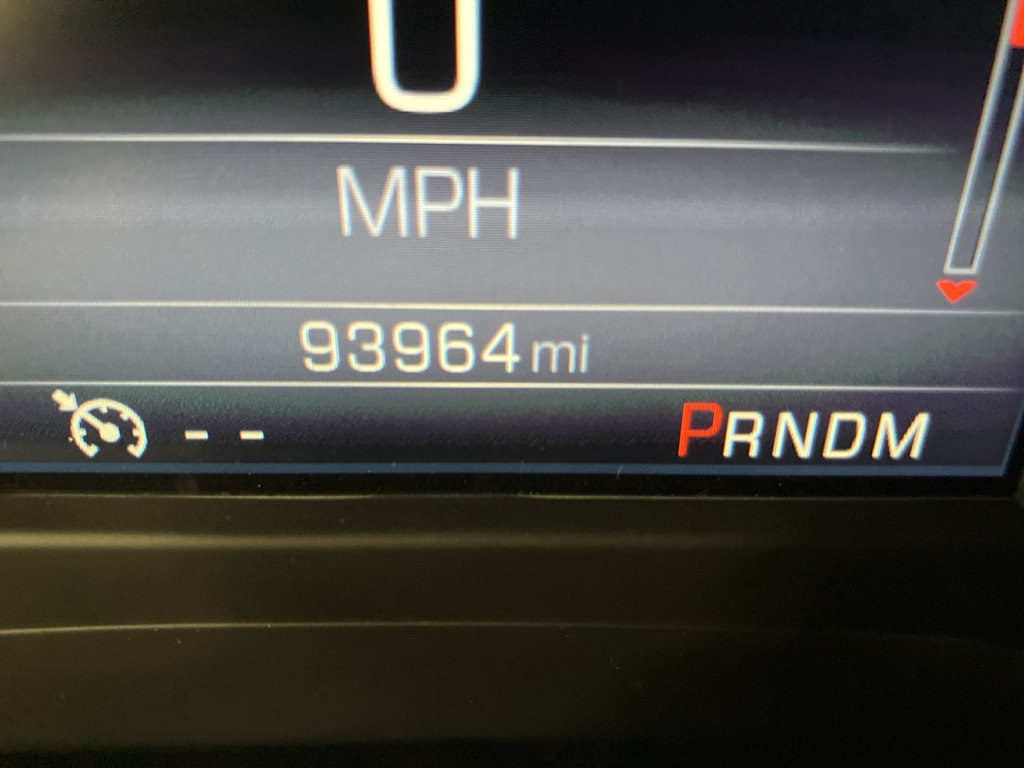 0
MPH
93964 mi
- - PRNDM